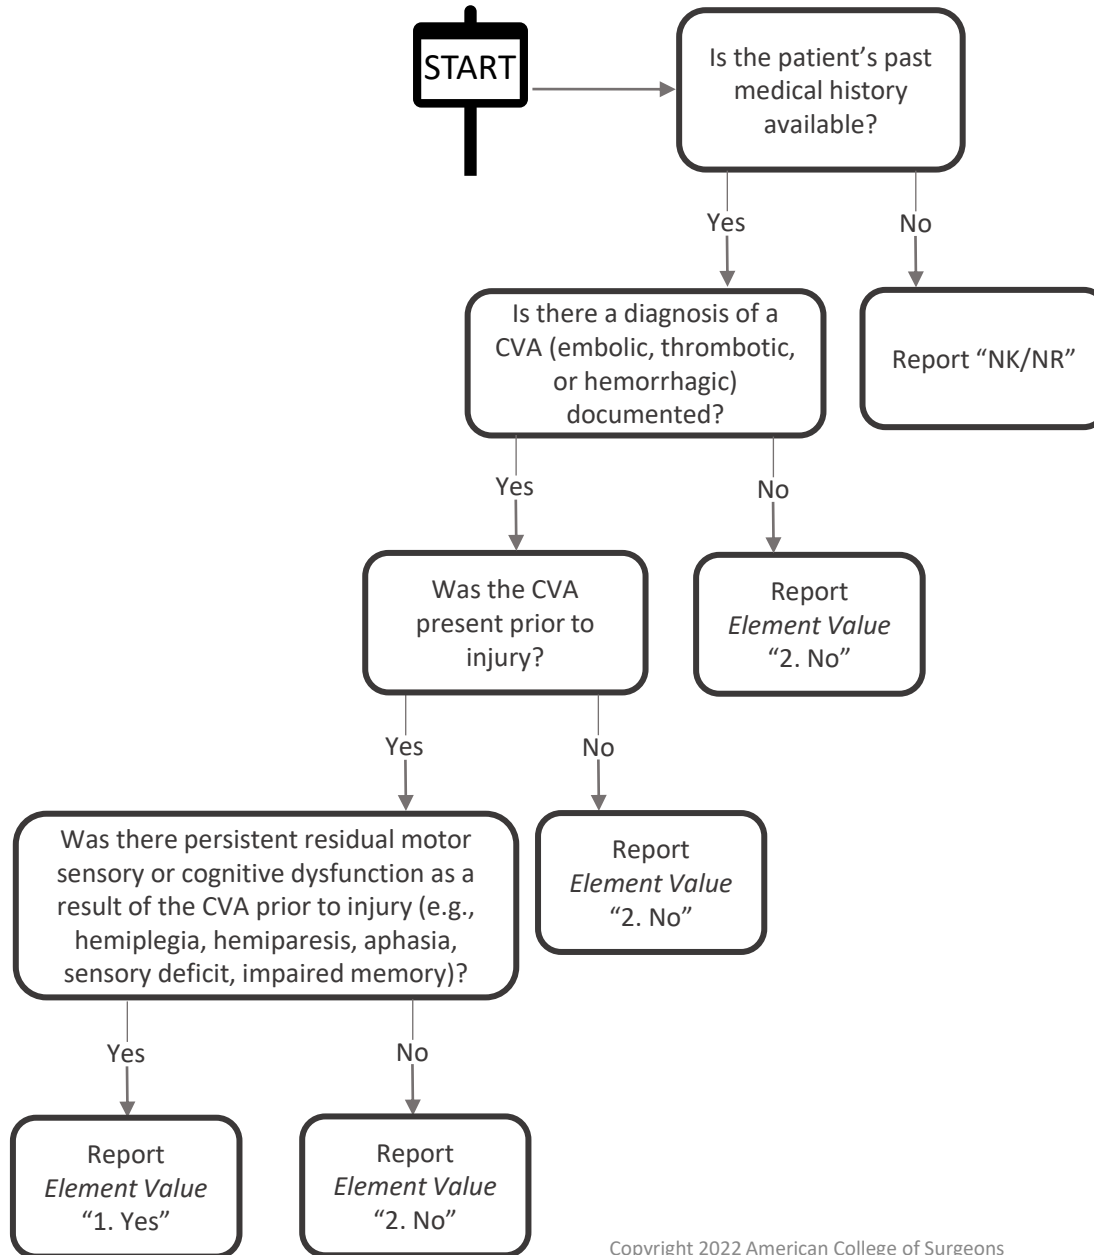 START
Is the patient’s past
medical history
available?
Yes
No
Is there a diagnosis of a
CVA (embolic, thrombotic,
or hemorrhagic)
documented?
Report “NK/NR”
Yes
No
Was the CVA
present prior to
injury?
Report
Element Value
“2. No”
Yes
No
Was there persistent residual motor
sensory or cognitive dysfunction as a
result of the CVA prior to injury (e.g.,
hemiplegia, hemiparesis, aphasia,
sensory deficit, impaired memory)?
Report
Element Value
“2. No”
Yes
No
Report
Element Value
“1. Yes”
Report
Element Value
“2. No”
Copyright 2022 American College of Surgeons